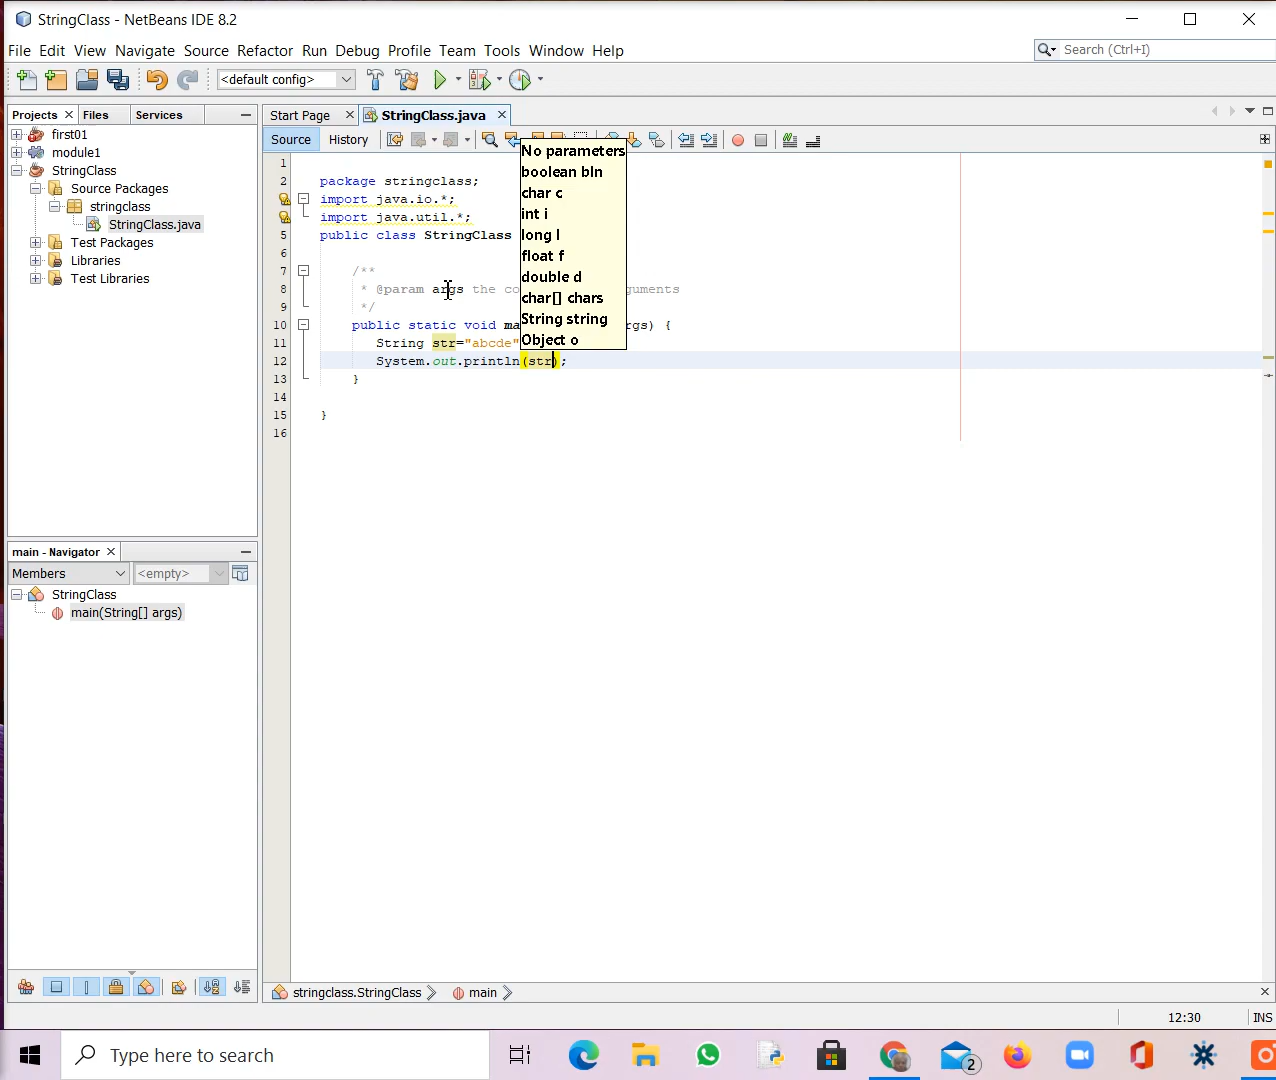 StringClass - NetBeans IDE 8.2
File Edit View Navigate Source Refactor Run Debug Profile Team Tools Window Help
Search (Ctrl+I)
<default config>
Projects Files Services
Start Page StringClass.java
Source History
first01
module1
StringClass
Source Packages
stringclass
StringClass.java
Test Packages
Libraries
Test Libraries
1
2 package stringclass;
import java.io.*;
import java.util.*;
5 public class StringClass
6
7 /**
8 * @param args the co guments
9 */
10 public static void ma rgs) {
11 String str="abcde"
12 System.out.println(str);
13 }
14
15 }
16
No parameters
boolean bln
char c
int i
long l
float f
double d
char[] chars
String string
Object o
main - Navigator
Members <empty>
StringClass
main(String[] args)
stringclass.StringClass main
12:30 INS
Type here to search
2